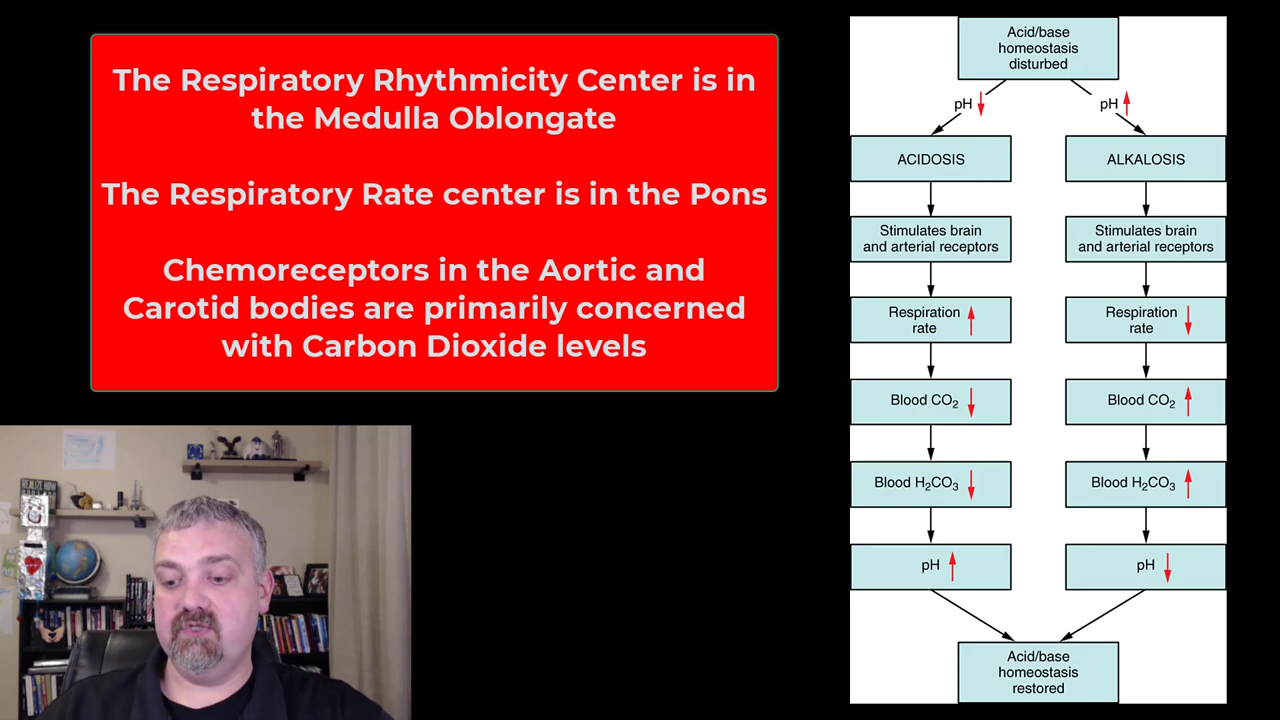 The Respiratory Rhythmicity Center is in
the Medulla Oblongate
The Respiratory Rate center is in the Pons
Chemoreceptors in the Aortic and
Carotid bodies are primarily concerned
with Carbon Dioxide levels
Acid/base
homeostasis
disturbed
pH
pH
ACIDOSIS
ALKALOSIS
Stimulates brain
and arterial receptors
Stimulates brain
and arterial receptors
Respiration
rate
Respiration
rate
Blood CO2
Blood CO2
Blood H2CO3
Blood H2CO3
pH
pH
Acid/base
homeostasis
restored
REALIZE HOW